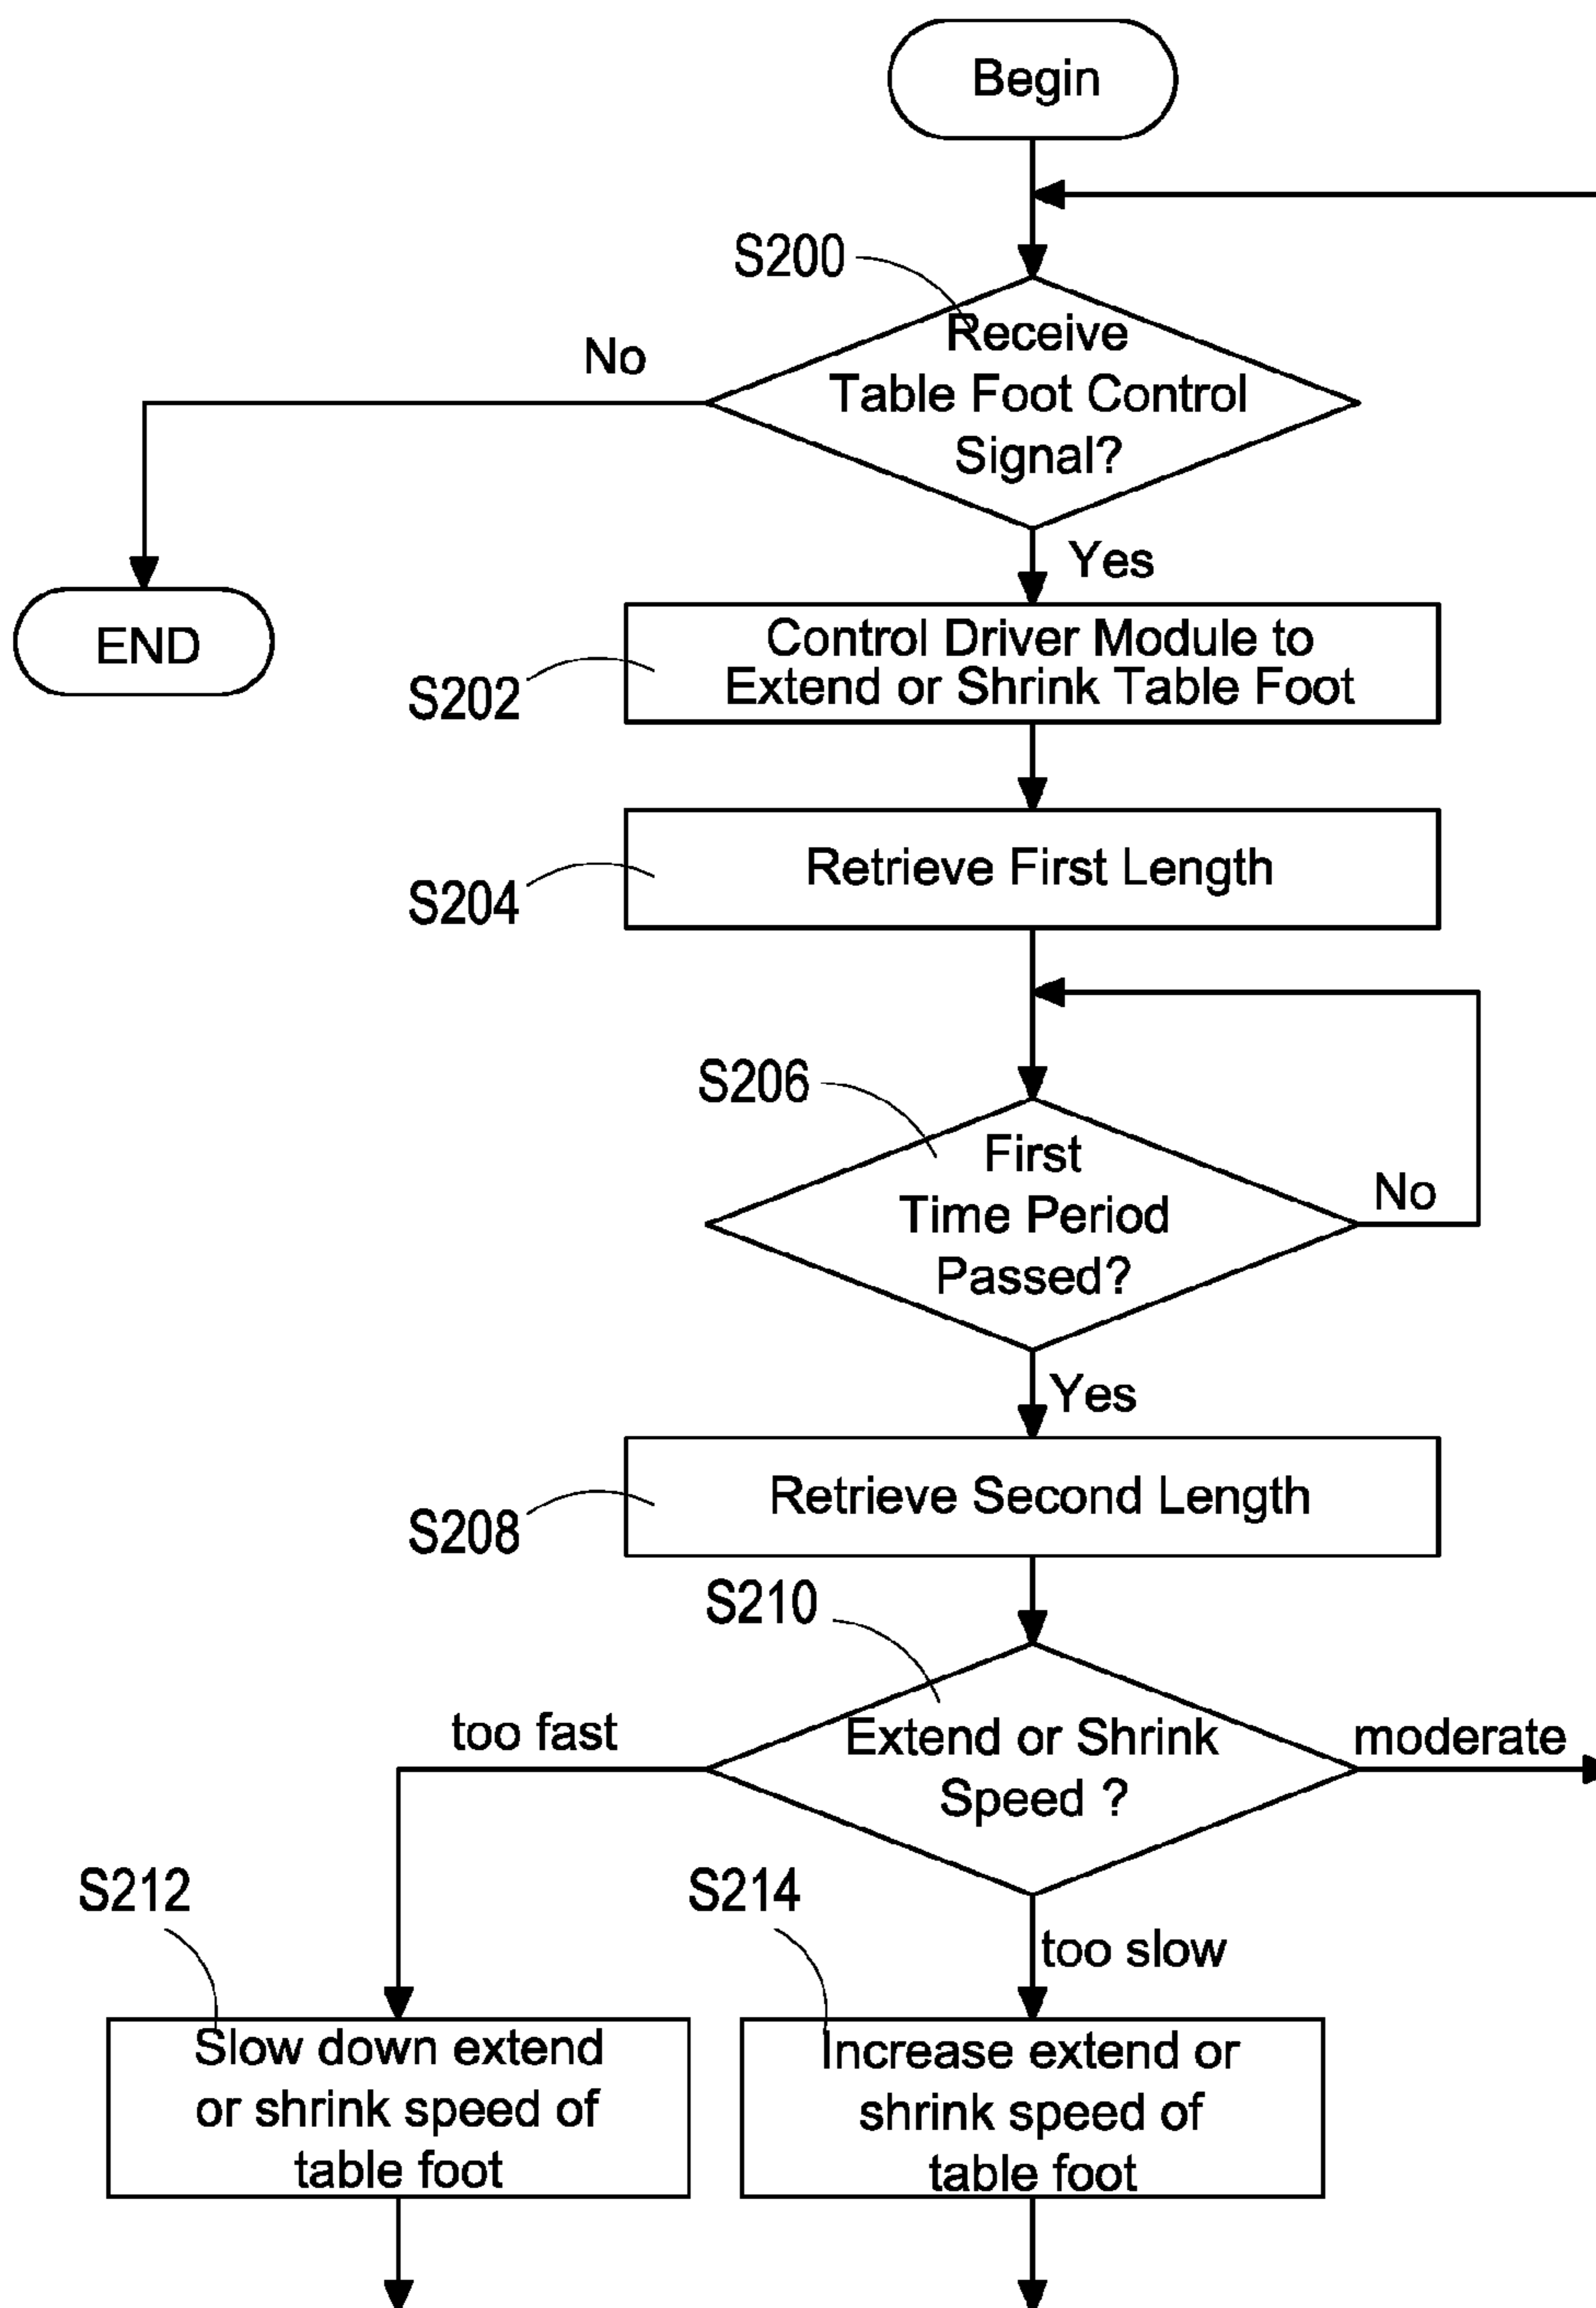 Begin
S200
Receive
Table Foot Control
Signal?
No
Yes
END
Control Driver Module to
Extend or Shrink Table Foot
S202
Retrieve First Length
S204
S206
First
Time Period
Passed?
No
Yes
Retrieve Second Length
S208
S210
Extend or Shrink
Speed ?
too fast
moderate
too slow
S212
S214
Slow down extend
or shrink speed of
table foot
Increase extend or
shrink speed of
table foot